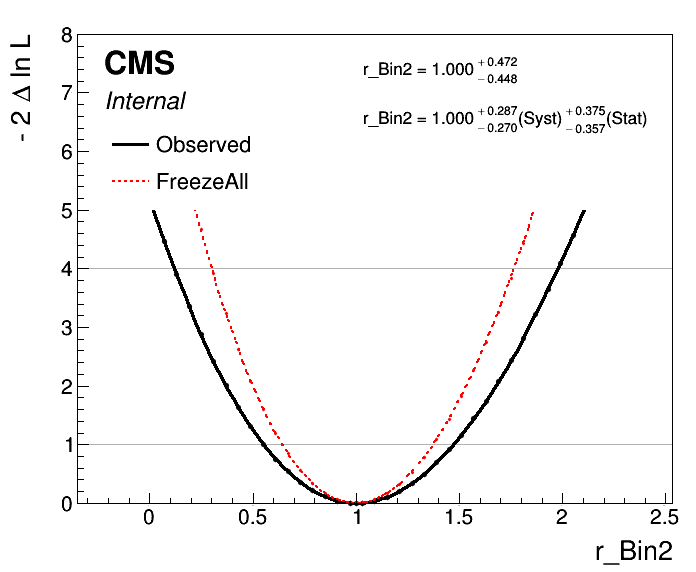 - 2 Δ ln L
8
7
6
5
4
3
2
1
0
CMS
Internal
Observed
FreezeAll
r_Bin2 = 1.000 +0.472 −0.448
r_Bin2 = 1.000 +0.287 −0.270 (Syst) +0.375 −0.357 (Stat)
0 0.5 1 1.5 2 2.5
r_Bin2